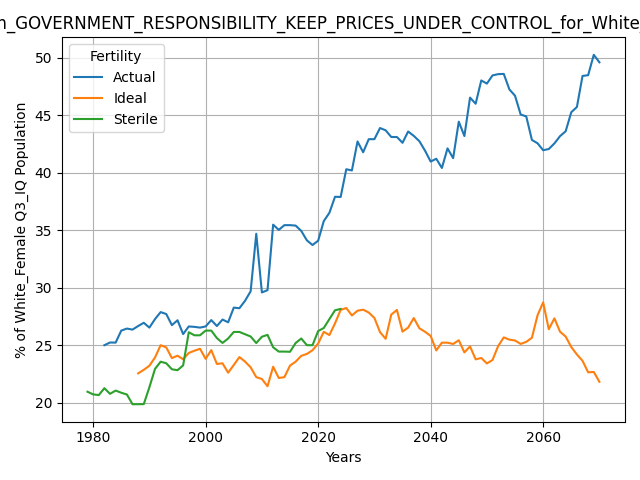 n_GOVERNMENT_RESPONSIBILITY_KEEP_PRICES_UNDER_CONTROL_for_White_
Fertility
Actual
Ideal
Sterile
% of White_Female Q3_IQ Population
50
45
40
35
30
25
20
1980
2000
2020
2040
2060
Years